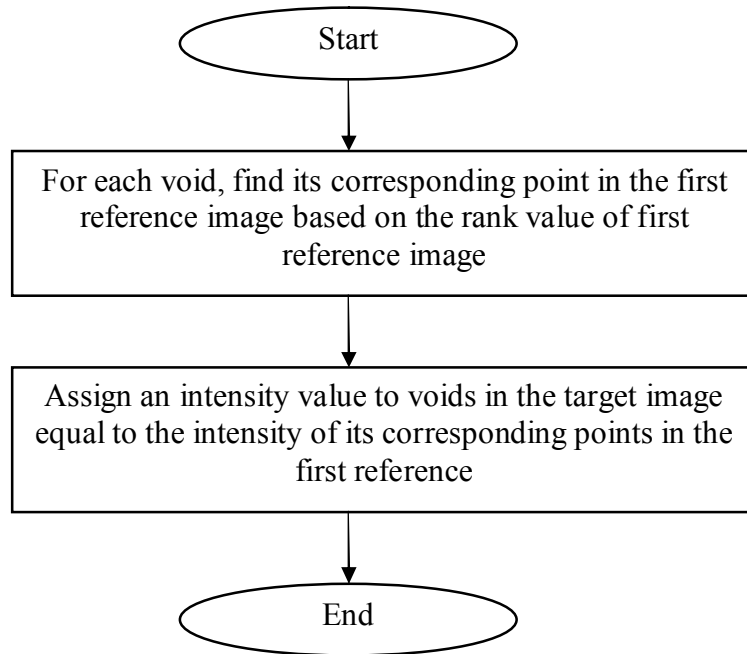 Start
For each void, find its corresponding point in the first
reference image based on the rank value of first
reference image
Assign an intensity value to voids in the target image
equal to the intensity of its corresponding points in the
first reference
End